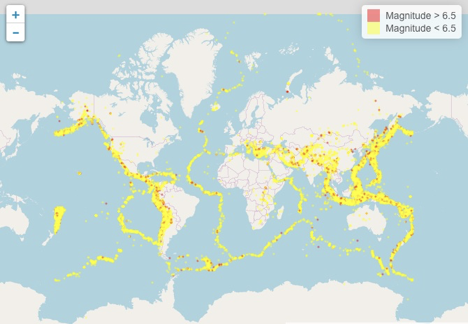 +
Magnitude > 6.5
−
Magnitude < 6.5